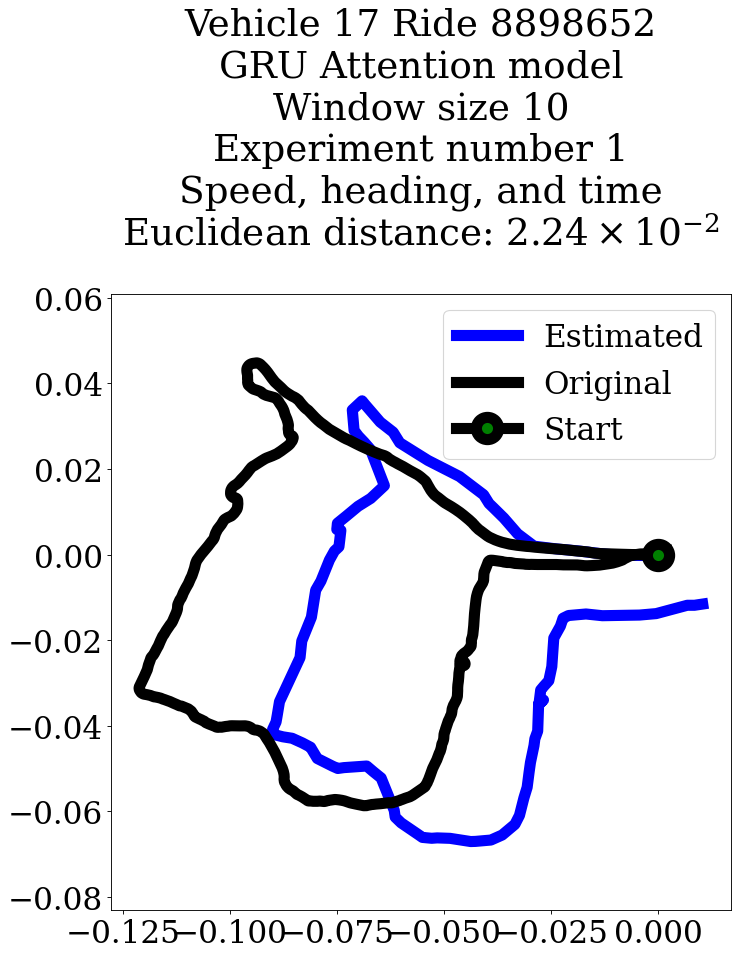 Vehicle 17 Ride 8898652
GRU Attention model
Window size 10
Experiment number 1
Speed, heading, and time
Euclidean distance: 2.24 × 10⁻²
Estimated
Original
Start
0.06
0.04
0.02
0.00
−0.02
−0.04
−0.06
−0.08
−0.125 −0.100 −0.075 −0.050 −0.025 0.000